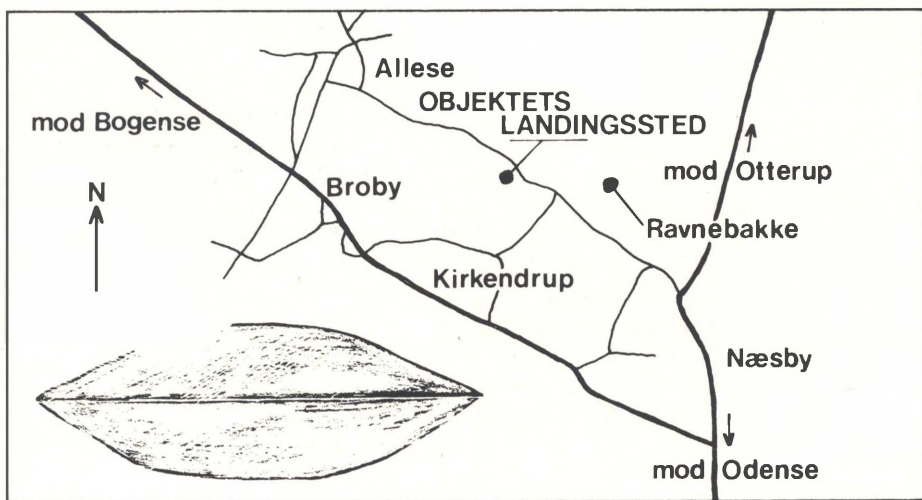 Allese
OBJEKTETS
LANDINGSSTED
mod Bogense
mod Otterup
N
Broby
Ravnebakke
Kirkendrup
Næsby
mod Odense